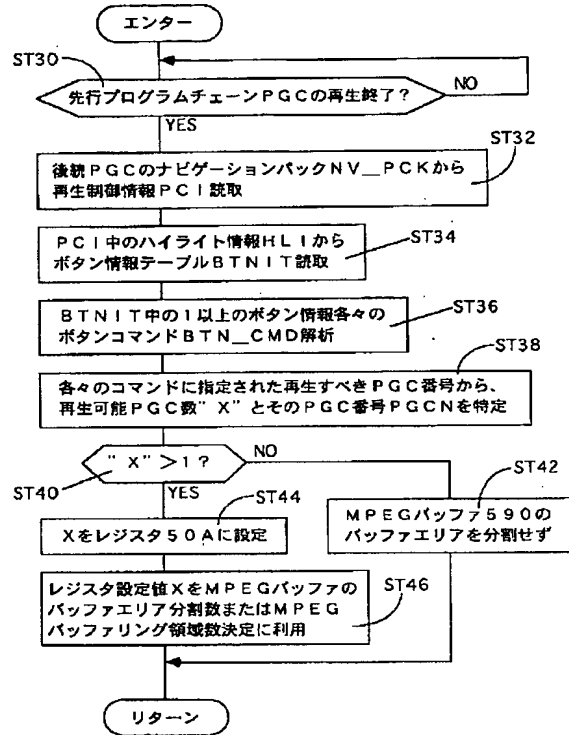 エンター
ST30
先行プログラムチェーンPGCの再生終了？
NO
YES
ST32
後続PGCのナビゲーションパックNV＿PCKから
再生制御情報PCI読取
ST34
PCI中のハイライト情報HLIから
ボタン情報テーブルBTNIT読取
ST36
BTNIT中の1以上のボタン情報各々の
ボタンコマンドBTN＿CMD解析
ST38
各々のコマンドに指定された再生すべきPGC番号から、
再生可能PGC数"X"とそのPGC番号PGCNを特定
"X">1？
NO
ST40
YES
ST42
ST44
Xをレジスタ50Aに設定
MPEGバッファ590の
バッファエリアを分割せず
レジスタ設定値XをMPEGバッファの
バッファエリア分割数またはMPEG
バッファリング領域数決定に利用
ST46
リターン